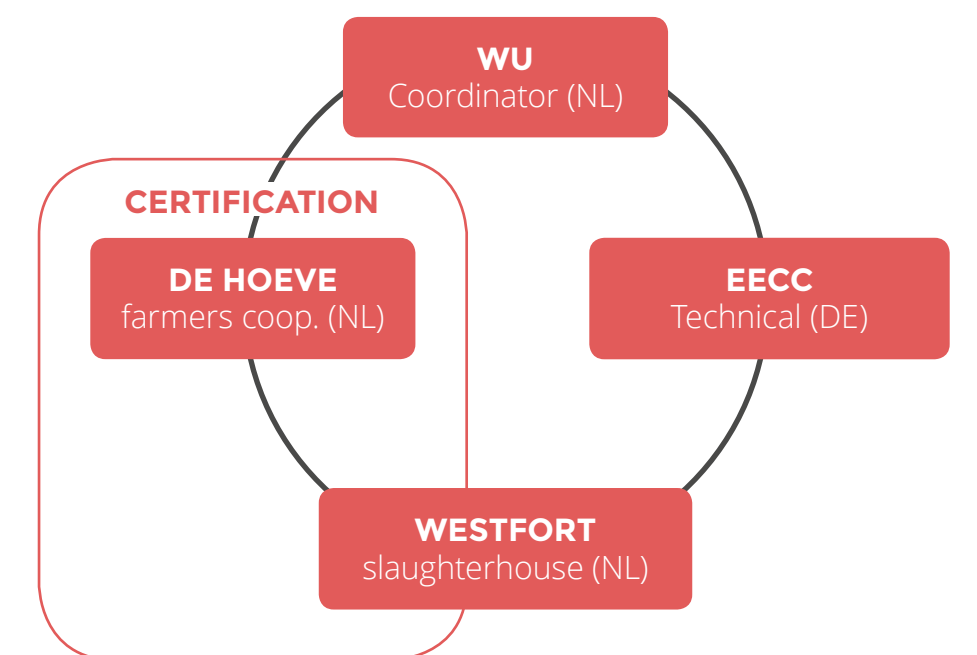 WU
Coordinator (NL)
CERTIFICATION
DE HOEVE
farmers coop. (NL)
EECC
Technical (DE)
WESTFORT
slaughterhouse (NL)